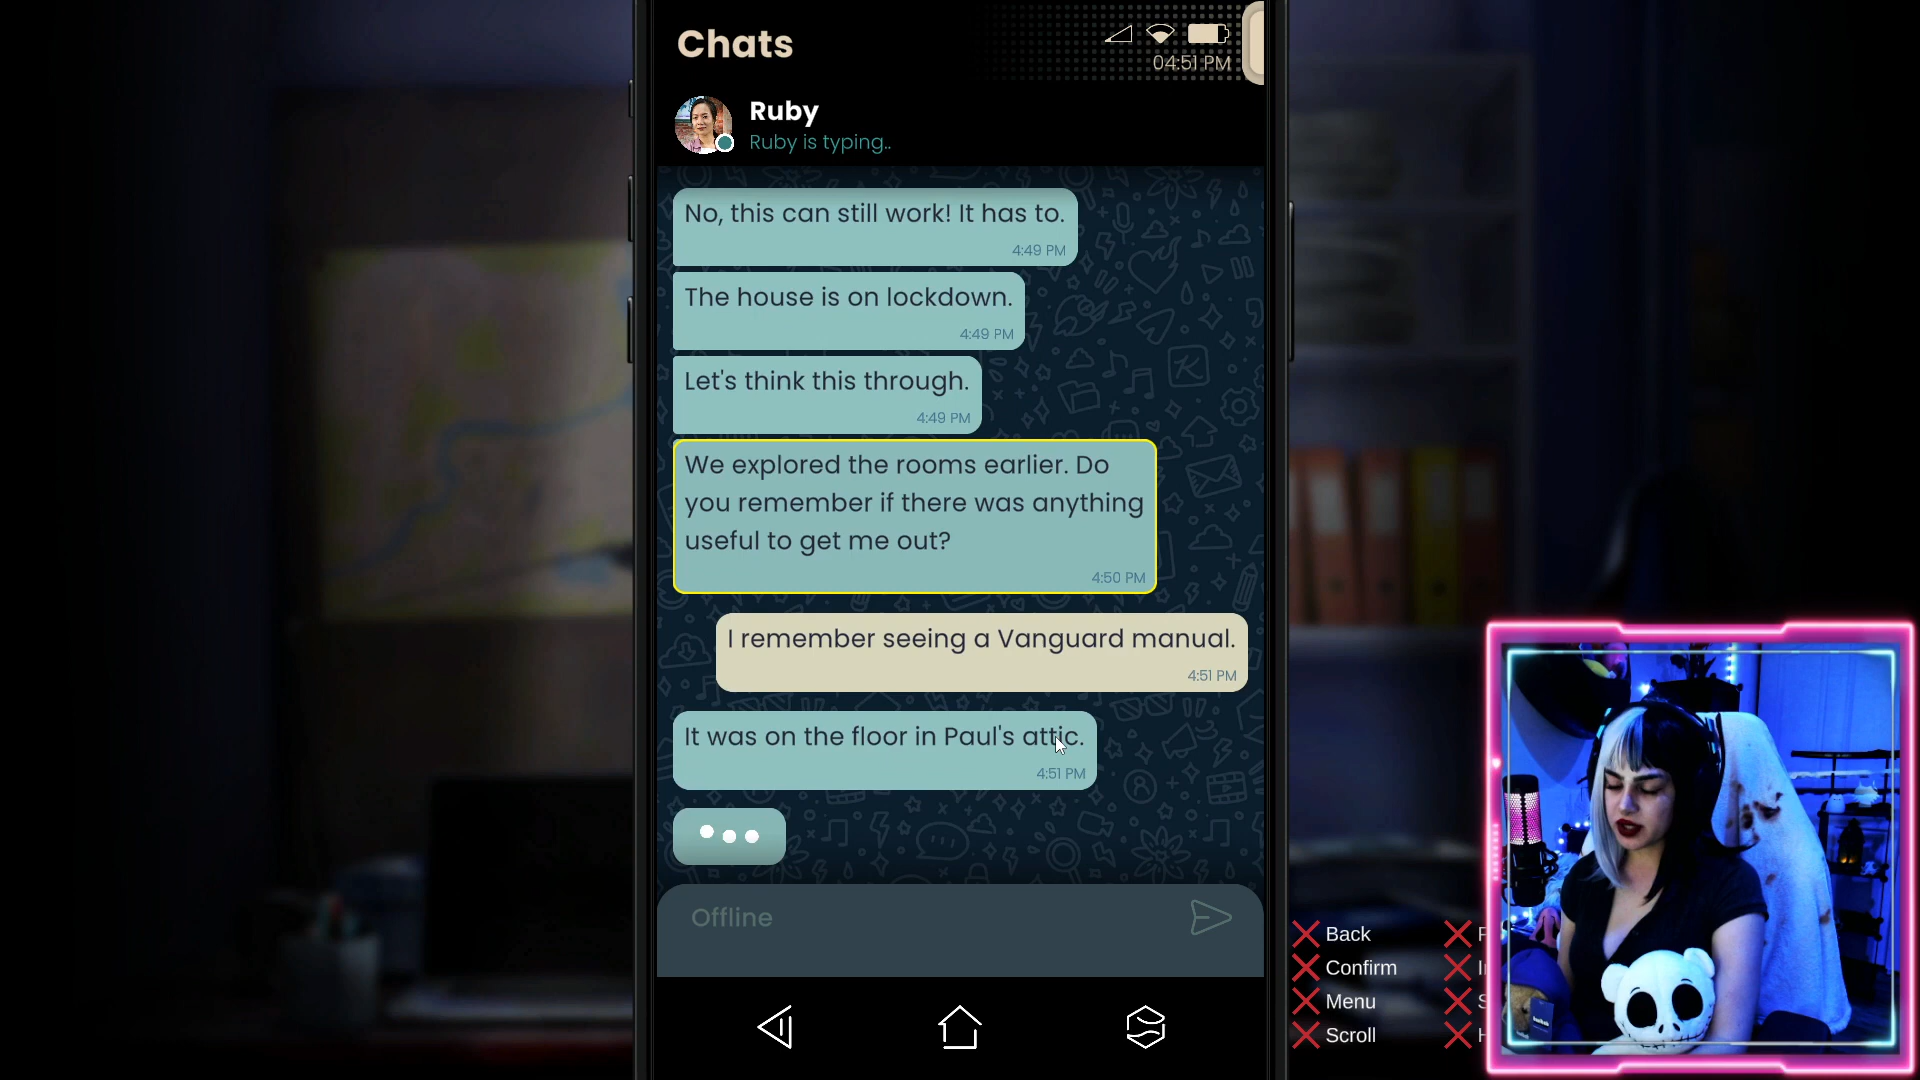 Chats
04:51 PM
Ruby
Ruby is typing..
No, this can still work! It has to.
4:49 PM
The house is on lockdown.
4:49 PM
Let's think this through.
4:49 PM
We explored the rooms earlier. Do
you remember if there was anything
useful to get me out?
4:50 PM
I remember seeing a Vanguard manual.
4:51 PM
It was on the floor in Paul's attic.
4:51 PM
Offline
Back
Confirm
Menu
Scroll